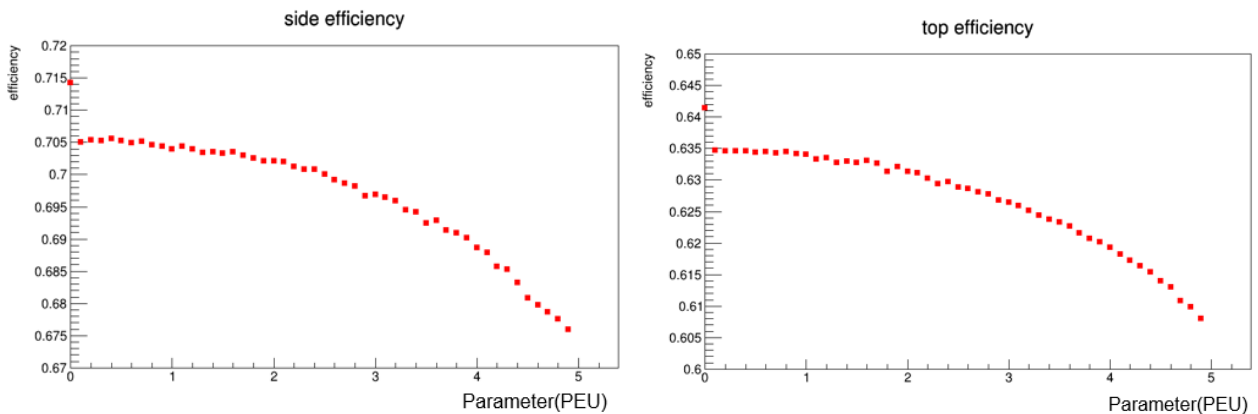 side efficiency
efficiency
0.72
0.715
0.71
0.705
0.7
0.695
0.69
0.685
0.68
0.675
0.67
0 1 2 3 4 5
Parameter(PEU)
top efficiency
efficiency
0.65
0.645
0.64
0.635
0.63
0.625
0.62
0.615
0.61
0.605
0.6
0 1 2 3 4 5
Parameter(PEU)